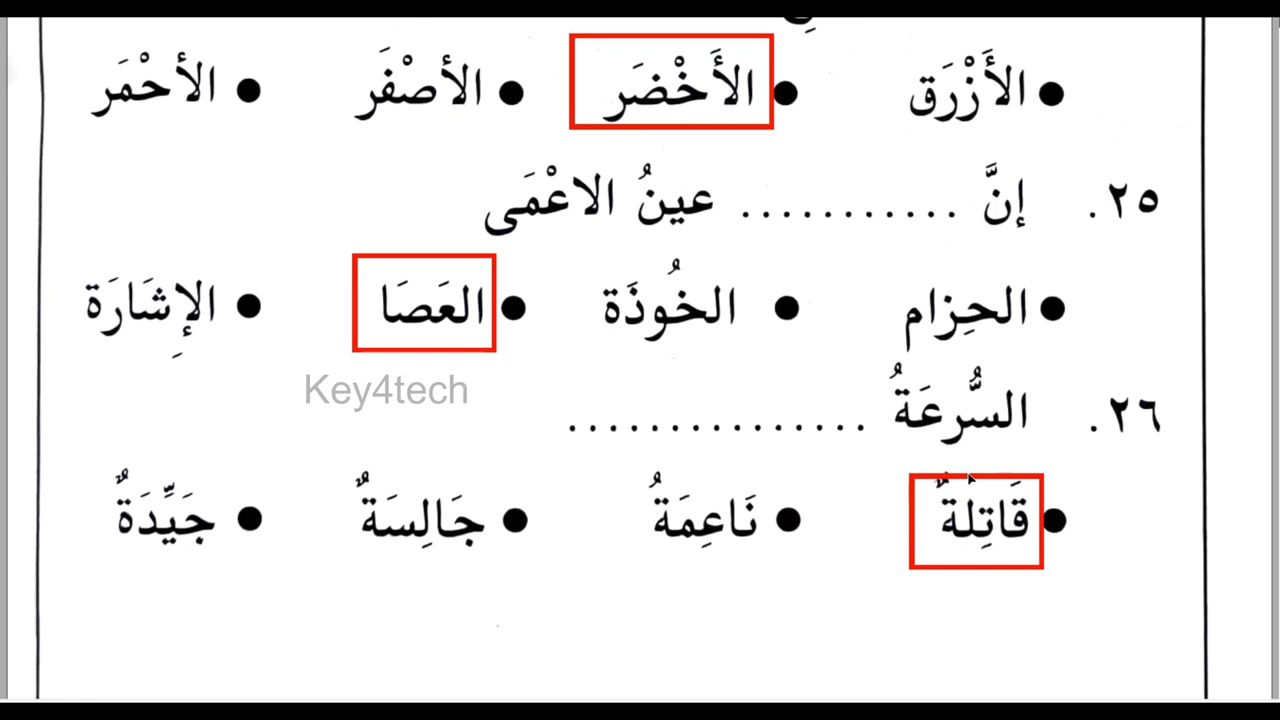 ● الأَزْرَق ● الأَخْضَر ● الأصْفَر ● الأحْمَر
٢٥. إنَّ ........... عينُ الاعْمَى
● الحِزام ● الخُوذَة ● العَصَا ● الإِشَارَة
Key4tech
٢٦. السُّرعَةُ ...............
● قَاتِلةٌ ● نَاعِمَةُ ● جَالِسَةٌ ● جَيِّدَةٌ